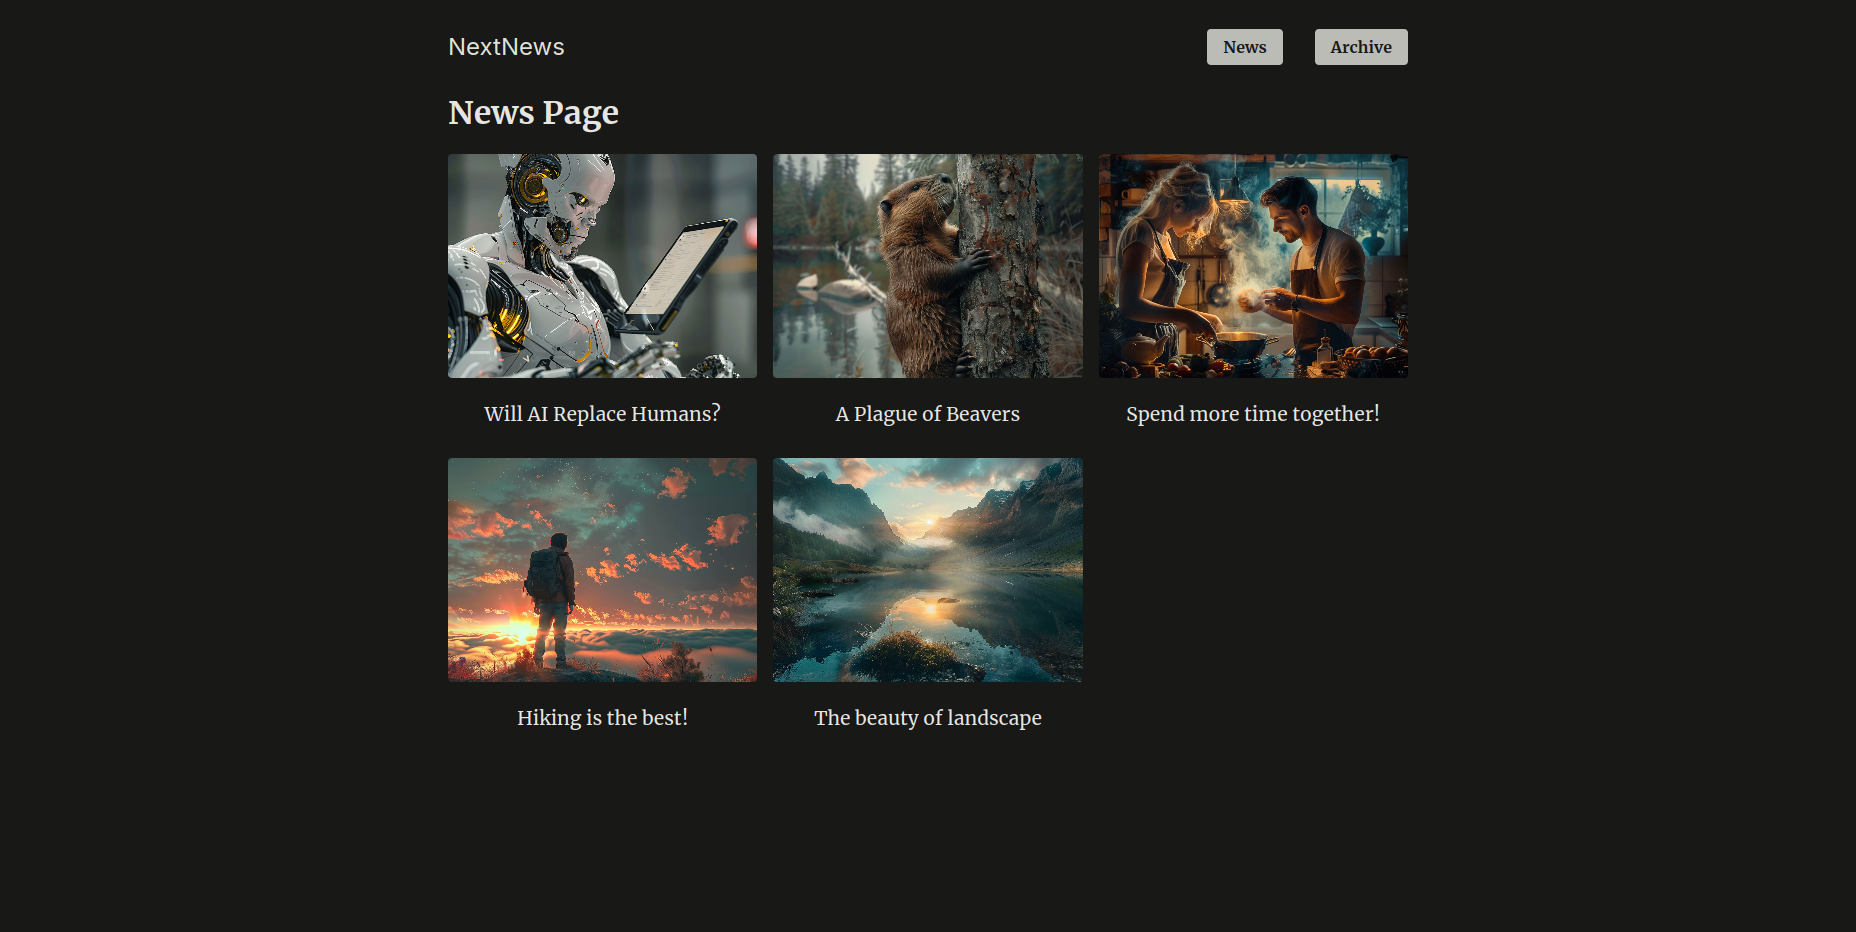 NextNews
News
Archive
News Page
Will AI Replace Humans?
A Plague of Beavers
Spend more time together!
Hiking is the best!
The beauty of landscape